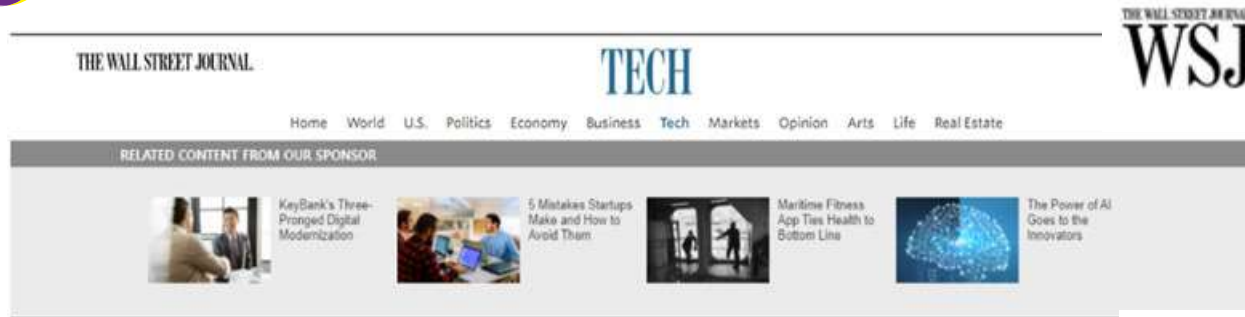 THE WALL STREET JOURNAL
WSJ
THE WALL STREET JOURNAL.
TECH
Home World U.S. Politics Economy Business Tech Markets Opinion Arts Life Real Estate
RELATED CONTENT FROM OUR SPONSOR
KeyBank's Three-
Pronged Digital
Modernization
5 Mistakes Startups
Make and How to
Avoid Them
Maritime Fitness
App Ties Health to
Bottom Line
The Power of AI
Goes to the
Innovators